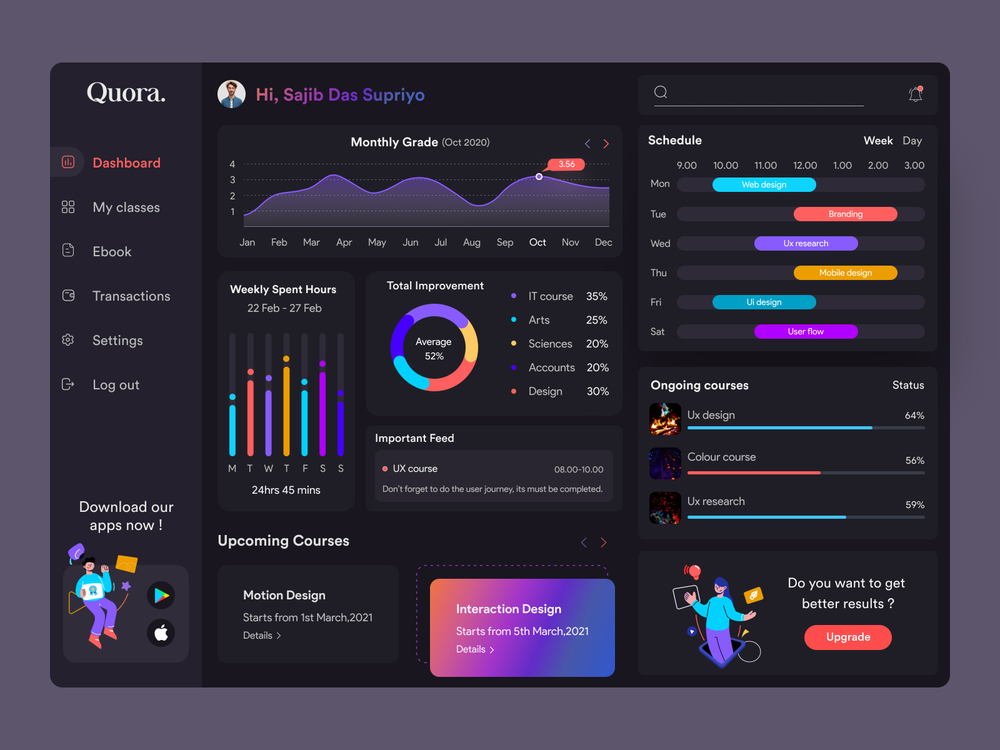 Quora.
Dashboard
My classes
Ebook
Transactions
Settings
Log out
Download our
apps now !
Hi, Sajib Das Supriyo
Monthly Grade (Oct 2020)
4
3
2
1
3.56
Jan Feb Mar Apr May Jun Jul Aug Sep Oct Nov Dec
Weekly Spent Hours
22 Feb - 27 Feb
M T W T F S S
24hrs 45 mins
Total Improvement
Average
52%
IT course 35%
Arts 25%
Sciences 20%
Accounts 20%
Design 30%
Important Feed
UX course 08.00-10.00
Don't forget to do the user journey, its must be completed.
Upcoming Courses
Motion Design
Starts from 1st March,2021
Details >
Interaction Design
Starts from 5th March,2021
Details >
Schedule Week Day
9.00 10.00 11.00 12.00 1.00 2.00 3.00
Mon Web design
Tue Branding
Wed Ux research
Thu Mobile design
Fri Ui design
Sat User flow
Ongoing courses Status
Ux design 64%
Colour course 56%
Ux research 59%
Do you want to get
better results ?
Upgrade